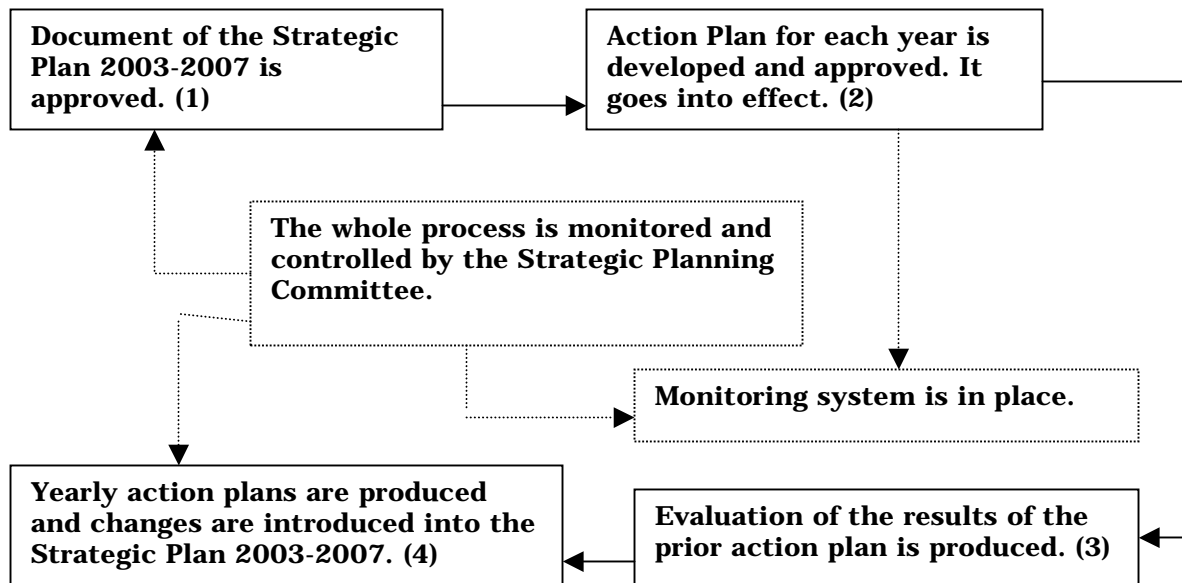 Document of the Strategic
Plan 2003-2007 is
approved. (1)
Action Plan for each year is
developed and approved. It
goes into effect. (2)
The whole process is monitored and
controlled by the Strategic Planning
Committee.
Monitoring system is in place.
Yearly action plans are produced
and changes are introduced into the
Strategic Plan 2003-2007. (4)
Evaluation of the results of the
prior action plan is produced. (3)